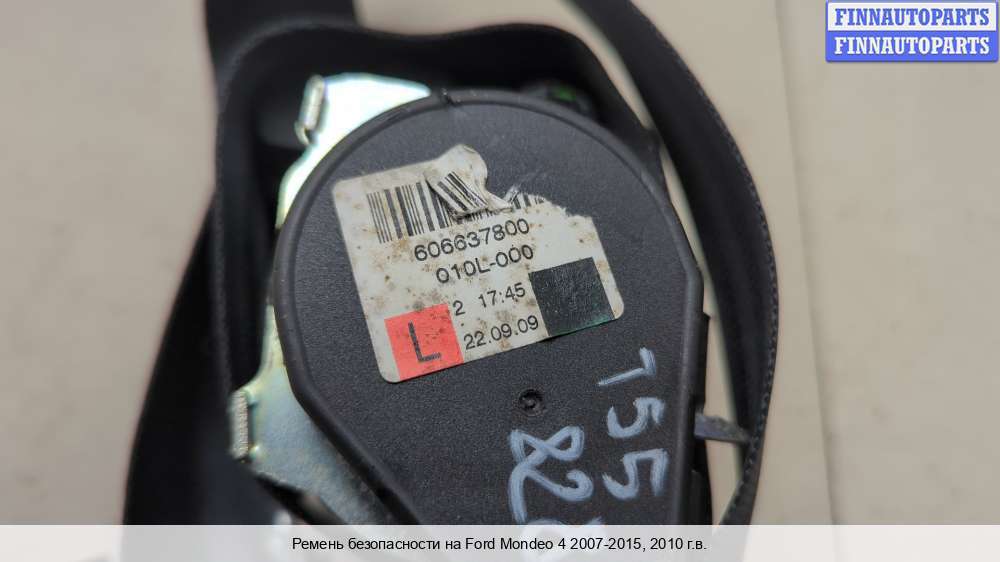 FINNAUTOPARTS
FINNAUTOPARTS
606637800
010L-000
2 17:45
L 22.09.09
T55
Ремень безопасности на Ford Mondeo 4 2007-2015, 2010 г.в.